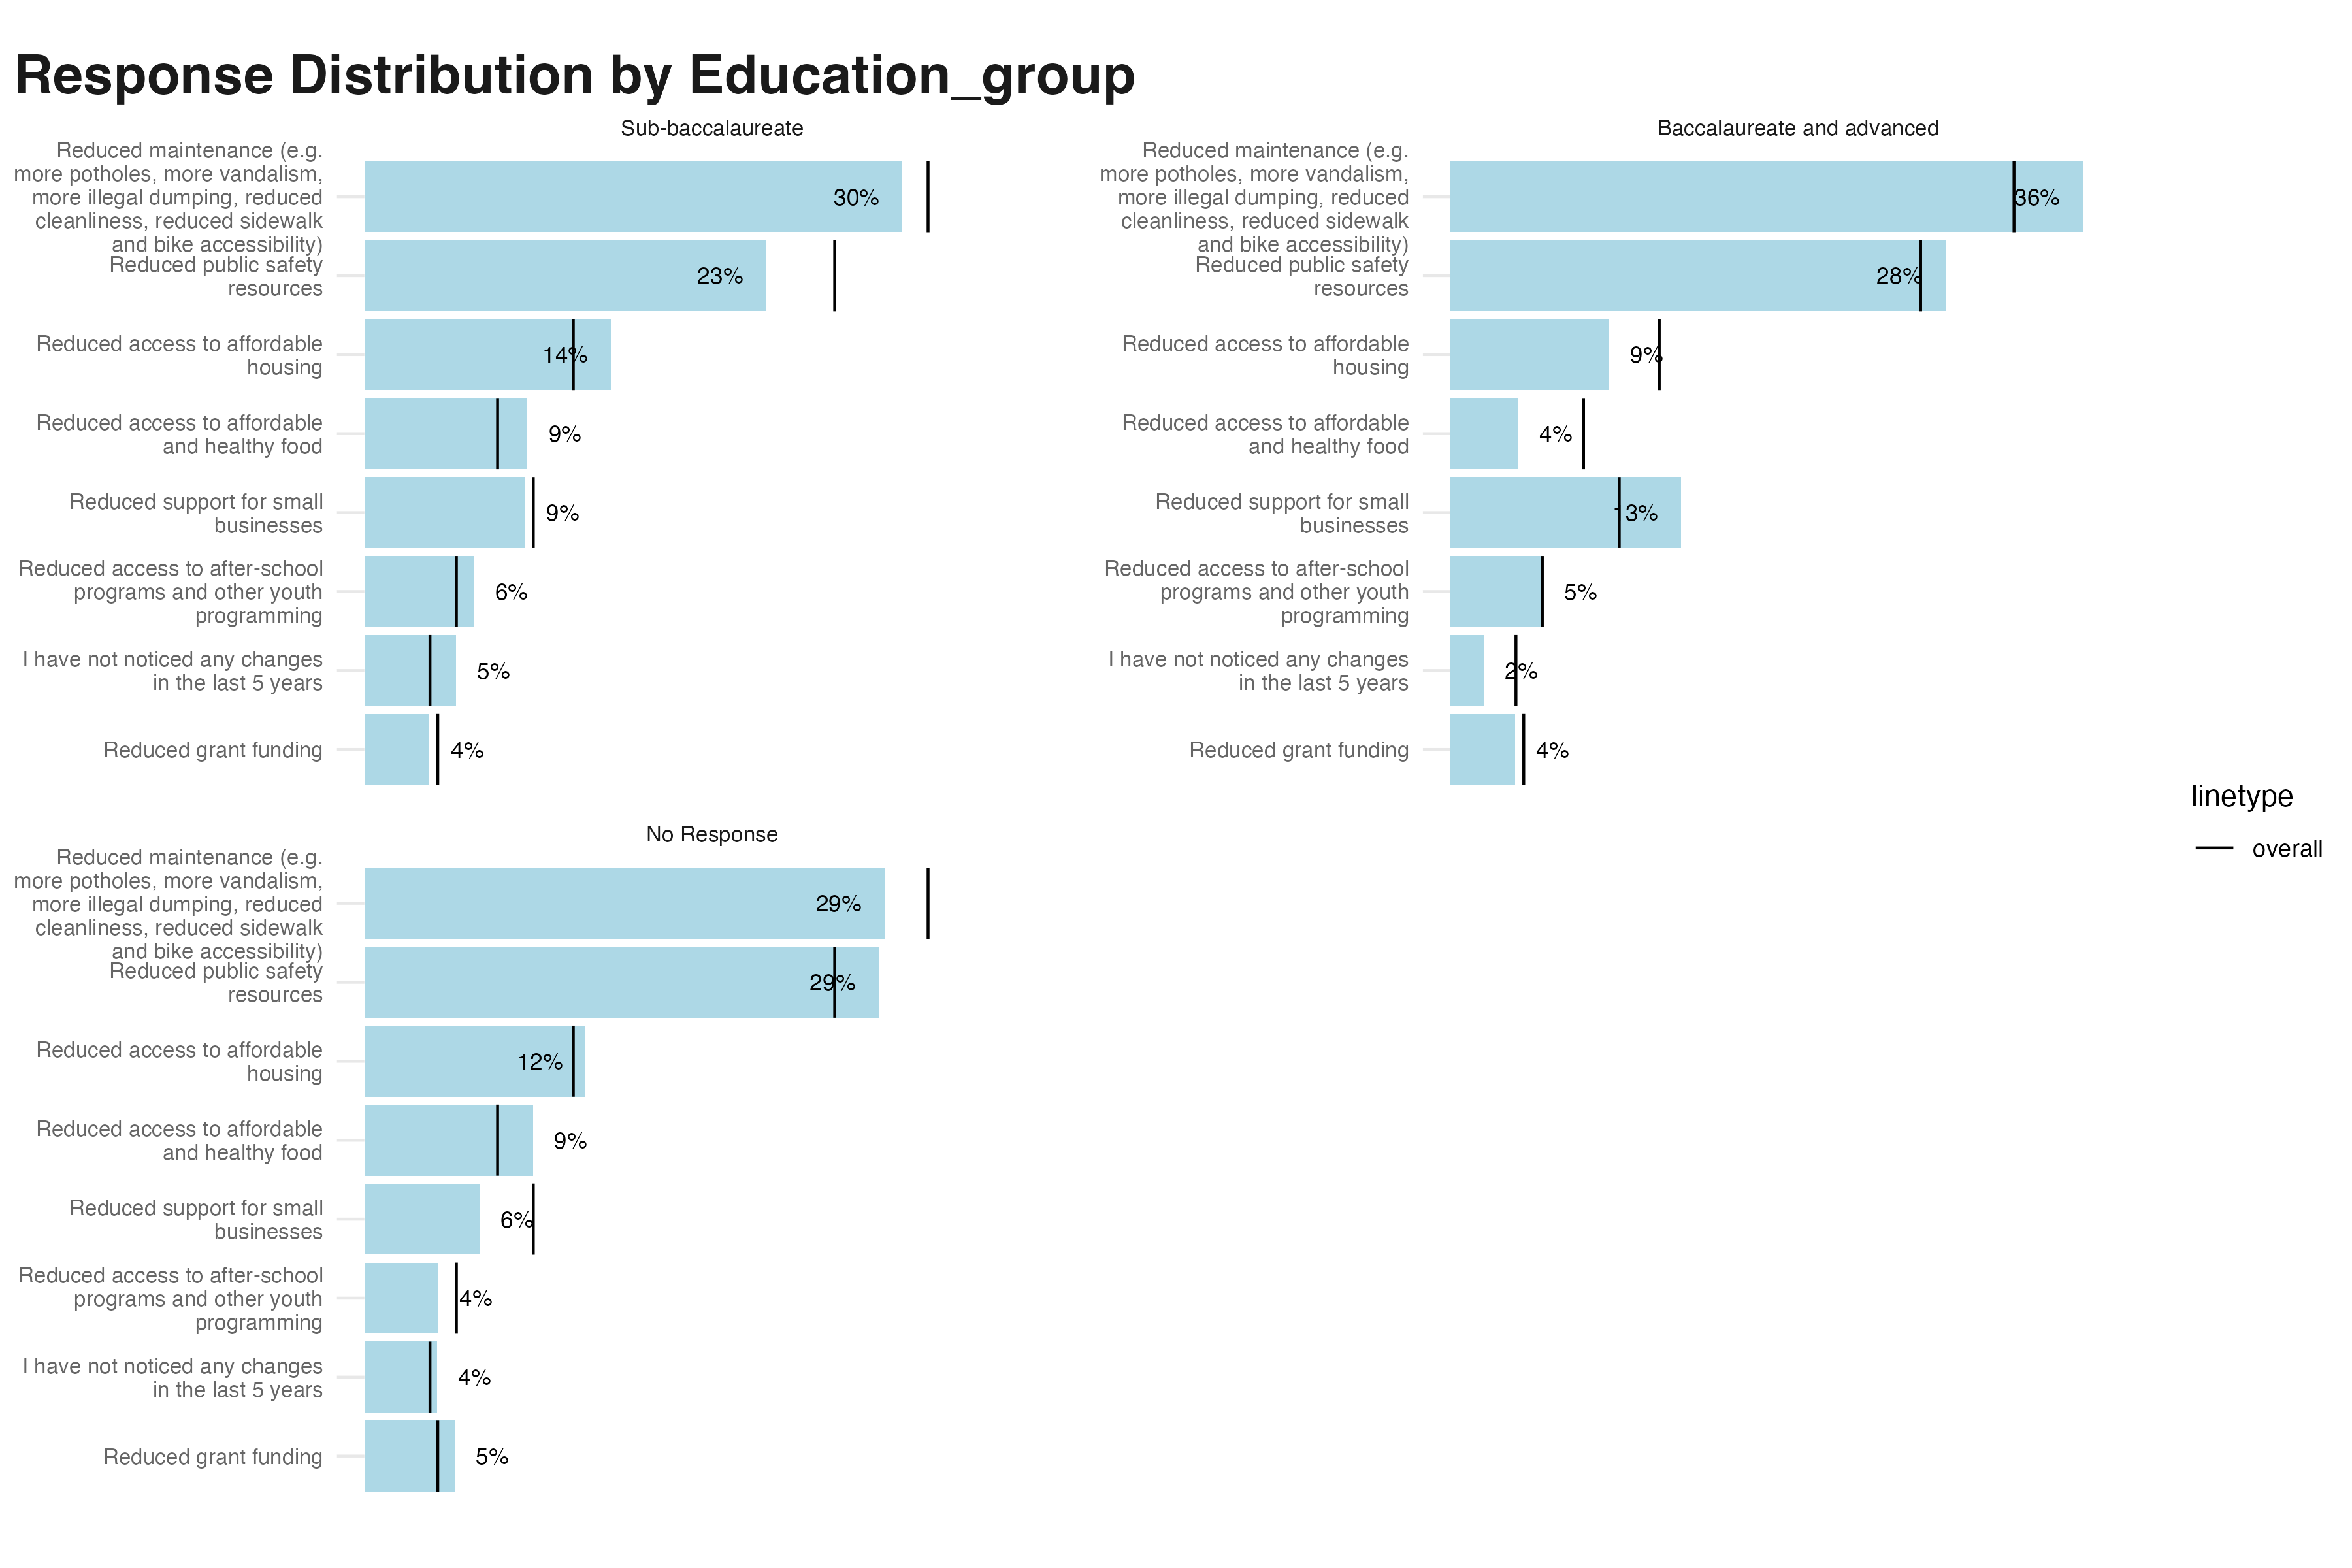 Response Distribution by Education_group
Sub-baccalaureate
Reduced maintenance (e.g.
more potholes, more vandalism,
more illegal dumping, reduced
cleanliness, reduced sidewalk
and bike accessibility)
30%
Reduced public safety
resources
23%
Reduced access to affordable
housing
14%
Reduced access to affordable
and healthy food
9%
Reduced support for small
businesses
9%
Reduced access to after-school
programs and other youth
programming
6%
I have not noticed any changes
in the last 5 years
5%
Reduced grant funding
4%
Baccalaureate and advanced
Reduced maintenance (e.g.
more potholes, more vandalism,
more illegal dumping, reduced
cleanliness, reduced sidewalk
and bike accessibility)
36%
Reduced public safety
resources
28%
Reduced access to affordable
housing
9%
Reduced access to affordable
and healthy food
4%
Reduced support for small
businesses
13%
Reduced access to after-school
programs and other youth
programming
5%
I have not noticed any changes
in the last 5 years
2%
Reduced grant funding
4%
No Response
Reduced maintenance (e.g.
more potholes, more vandalism,
more illegal dumping, reduced
cleanliness, reduced sidewalk
and bike accessibility)
29%
Reduced public safety
resources
29%
Reduced access to affordable
housing
12%
Reduced access to affordable
and healthy food
9%
Reduced support for small
businesses
6%
Reduced access to after-school
programs and other youth
programming
4%
I have not noticed any changes
in the last 5 years
4%
Reduced grant funding
5%
linetype
overall